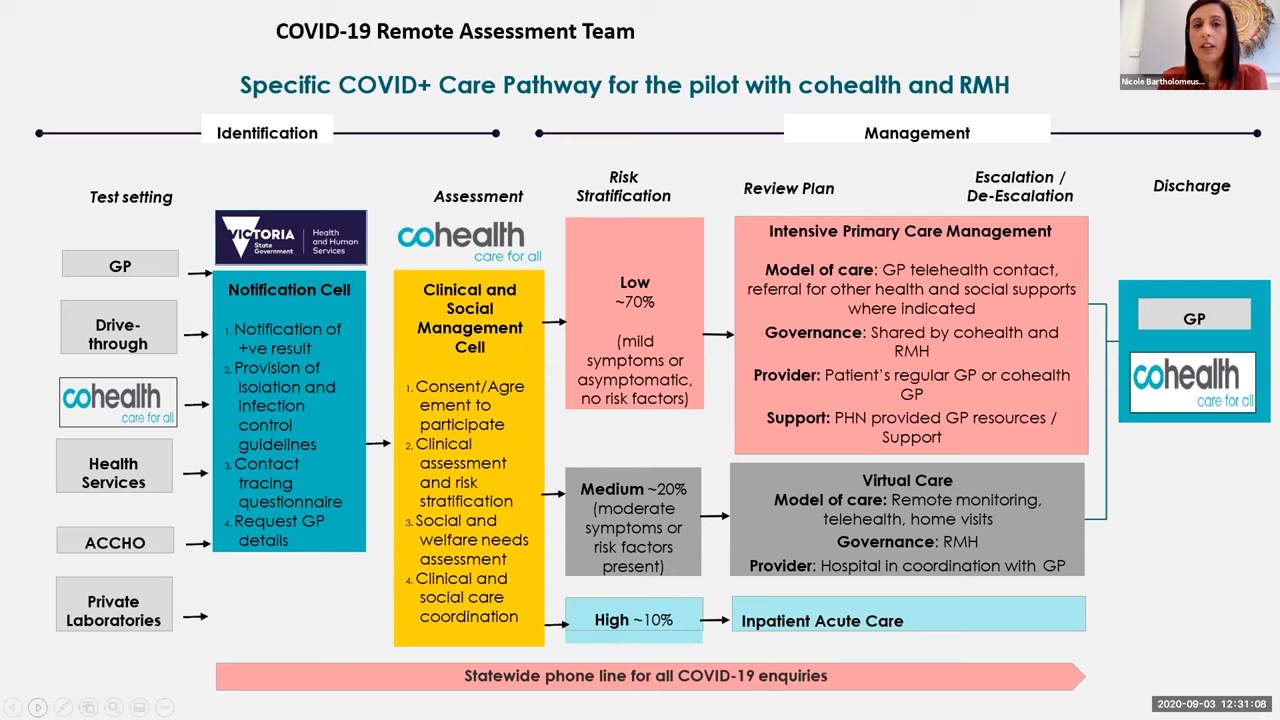 COVID-19 Remote Assessment Team
Nicole Bartholomeus...
Specific COVID+ Care Pathway for the pilot with cohealth and RMH
Identification
Management
Test setting
Assessment
Risk
Stratification
Review Plan
Escalation /
De-Escalation
Discharge
GP
Drive-
through
cohealth
care for all
Health
Services
ACCHO
Private
Laboratories
VICTORIA
State
Government
Health
and Human
Services
Notification Cell
1. Notification of
+ve result
2. Provision of
isolation and
infection
control
guidelines
3. Contact
tracing
questionnaire
4. Request GP
details
cohealth
care for all
Clinical and
Social
Management
Cell
1. Consent/Agre
ement to
participate
2. Clinical
assessment
and risk
stratification
3. Social and
welfare needs
assessment
4. Clinical and
social care
coordination
Low
~70%
(mild
symptoms or
asymptomatic,
no risk factors)
Medium ~20%
(moderate
symptoms or
risk factors
present)
High ~10%
Intensive Primary Care Management
Model of care: GP telehealth contact,
referral for other health and social supports
where indicated
Governance: Shared by cohealth and
RMH
Provider: Patient's regular GP or cohealth
GP
Support: PHN provided GP resources /
Support
Virtual Care
Model of care: Remote monitoring,
telehealth, home visits
Governance: RMH
Provider: Hospital in coordination with GP
Inpatient Acute Care
GP
cohealth
care for all
Statewide phone line for all COVID-19 enquiries
2020-09-03 12:31:08